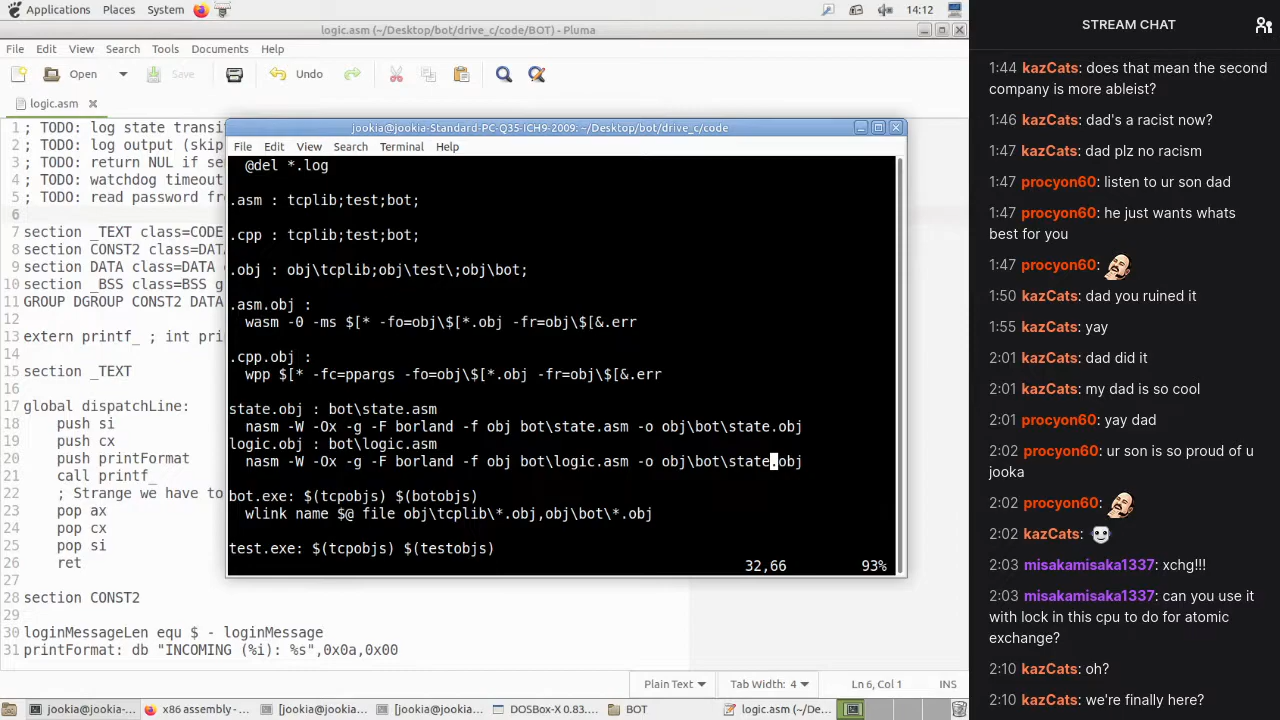 Applications Places System 14:12
logic.asm (~/Desktop/bot/drive_c/code/BOT) - Pluma
File Edit View Search Tools Documents Help
Open Save Undo
logic.asm
1 ; TODO: log state transi
2 ; TODO: log output (skip
3 ; TODO: return NUL if se
4 ; TODO: watchdog timeout
5 ; TODO: read password fro
6
7 section _TEXT class=CODE
8 section CONST2 class=DATA
9 section DATA class=DATA
10 section _BSS class=BSS g
11 GROUP DGROUP CONST2 DATA
12
13 extern printf_ ; int pri
14
15 section _TEXT
16
17 global dispatchLine:
18 push si
19 push cx
20 push printFormat
21 call printf_
22 ; Strange we have to
23 pop ax
24 pop cx
25 pop si
26 ret
27
28 section CONST2
29
30 loginMessageLen equ $ - loginMessage
31 printFormat: db "INCOMING (%i): %s",0x0a,0x00
Plain Text Tab Width: 4 Ln 6, Col 1 INS
jookia@jookia-Standard-PC-Q35-ICH9-2009: ~/Desktop/bot/drive_c/code
File Edit View Search Terminal Help
@del *.log
.asm : tcplib;test;bot;
.cpp : tcplib;test;bot;
.obj : obj\tcplib;obj\test\;obj\bot;
.asm.obj :
wasm -0 -ms $[* -fo=obj\$[*.obj -fr=obj\$[&.err
.cpp.obj :
wpp $[* -fc=ppargs -fo=obj\$[*.obj -fr=obj\$[&.err
state.obj : bot\state.asm
nasm -W -Ox -g -F borland -f obj bot\state.asm -o obj\bot\state.obj
logic.obj : bot\logic.asm
nasm -W -Ox -g -F borland -f obj bot\logic.asm -o obj\bot\state.obj
bot.exe: $(tcpobjs) $(botobjs)
wlink name $@ file obj\tcplib\*.obj,obj\bot\*.obj
test.exe: $(tcpobjs) $(testobjs)
32,66 93%
jookia@jookia-... x86 assembly -... [jookia@jookia-... [jookia@jookia-... DOSBox-X 0.83.... BOT logic.asm (~/De...
STREAM CHAT
1:44 kazCats: does that mean the second
company is more ableist?
1:46 kazCats: dad's a racist now?
1:47 kazCats: dad plz no racism
1:47 procyon60: listen to ur son dad
1:47 procyon60: he just wants whats
best for you
1:47 procyon60:
1:50 kazCats: dad you ruined it
1:55 kazCats: yay
2:01 kazCats: dad did it
2:01 kazCats: my dad is so cool
2:01 procyon60: yay dad
2:02 procyon60: ur son is so proud of u
jooka
2:02 procyon60:
2:02 kazCats:
2:03 misakamisaka1337: xchg!!!
2:03 misakamisaka1337: can you use it
with lock in this cpu to do for atomic
exchange?
2:10 kazCats: oh?
2:10 kazCats: we're finally here?